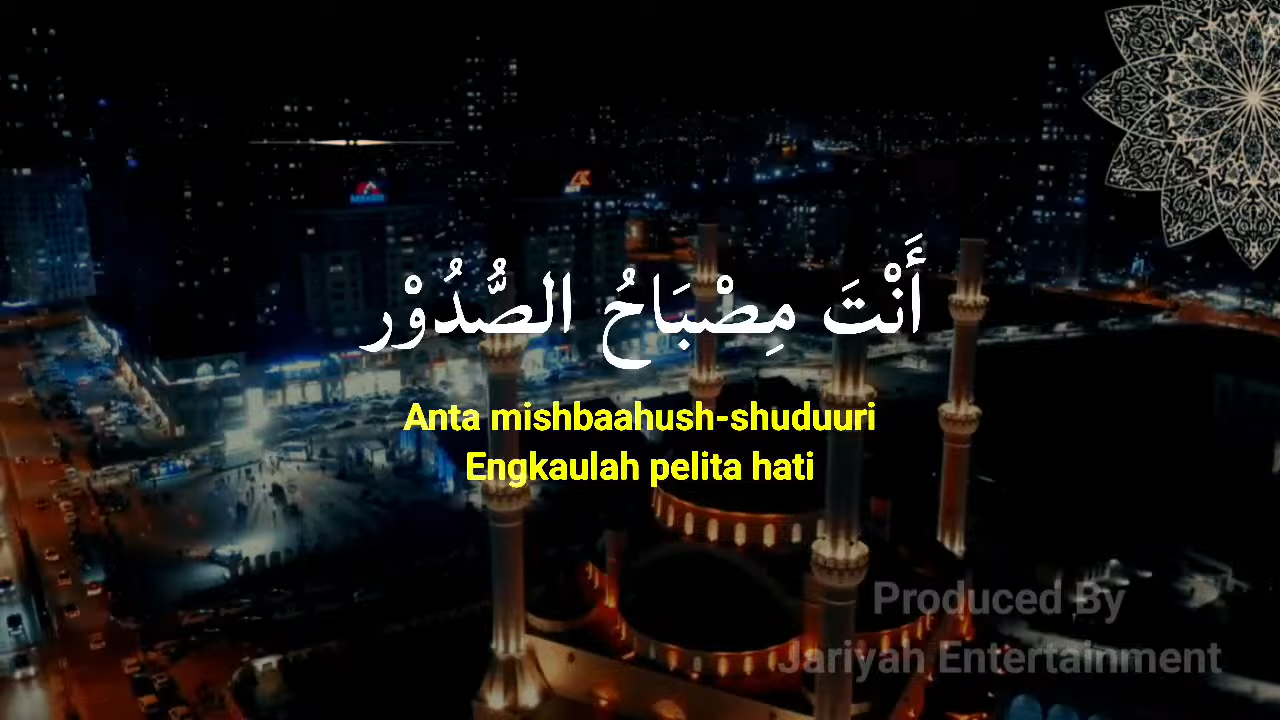 أَنْتَ مِصْبَاحُ الصُّدُوْر
Anta mishbaahush-shuduuri
Engkaulah pelita hati
Produced By
Jariyah Entertainment